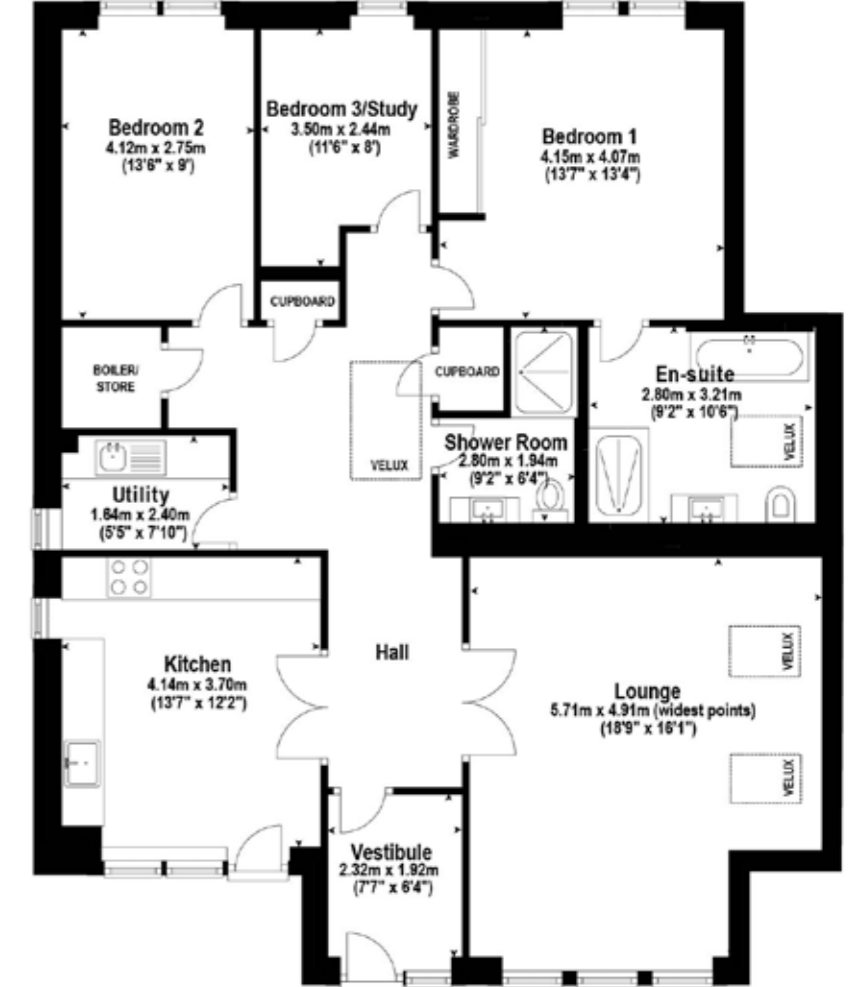 Bedroom 2
4.12m x 2.75m
(13'6" x 9')
Bedroom 3/Study
3.50m x 2.44m
(11'6" x 8')
WARDROBE
Bedroom 1
4.15m x 4.07m
(13'7" x 13'4")
CUPBOARD
BOILER/
STORE
CUPBOARD
En-suite
2.80m x 3.21m
(9'2" x 10'6")
VELUX
VELUX
Shower Room
2.80m x 1.94m
(9'2" x 6'4")
Utility
1.64m x 2.40m
(5'5" x 7'10")
Kitchen
4.14m x 3.70m
(13'7" x 12'2")
Hall
Lounge
5.71m x 4.91m (widest points)
(18'9" x 16'1")
VELUX
VELUX
Vestibule
2.32m x 1.92m
(7'7" x 6'4")